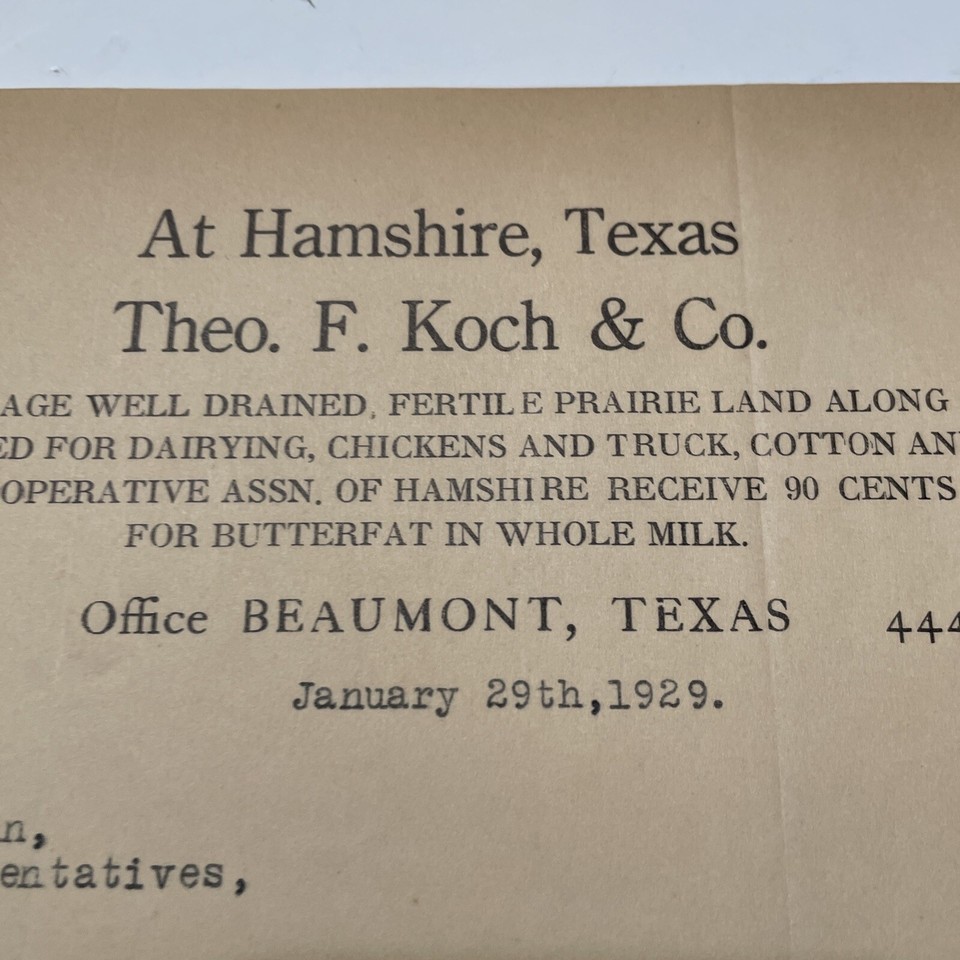 At Hamshire, Texas
Theo. F. Koch & Co.
AGE WELL DRAINED, FERTILE PRAIRIE LAND ALONG
ED FOR DAIRYING, CHICKENS AND TRUCK, COTTON AN
OPERATIVE ASSN. OF HAMSHIRE RECEIVE 90 CENTS
FOR BUTTERFAT IN WHOLE MILK.
Office BEAUMONT, TEXAS 444
January 29th,1929.
n,
entatives,